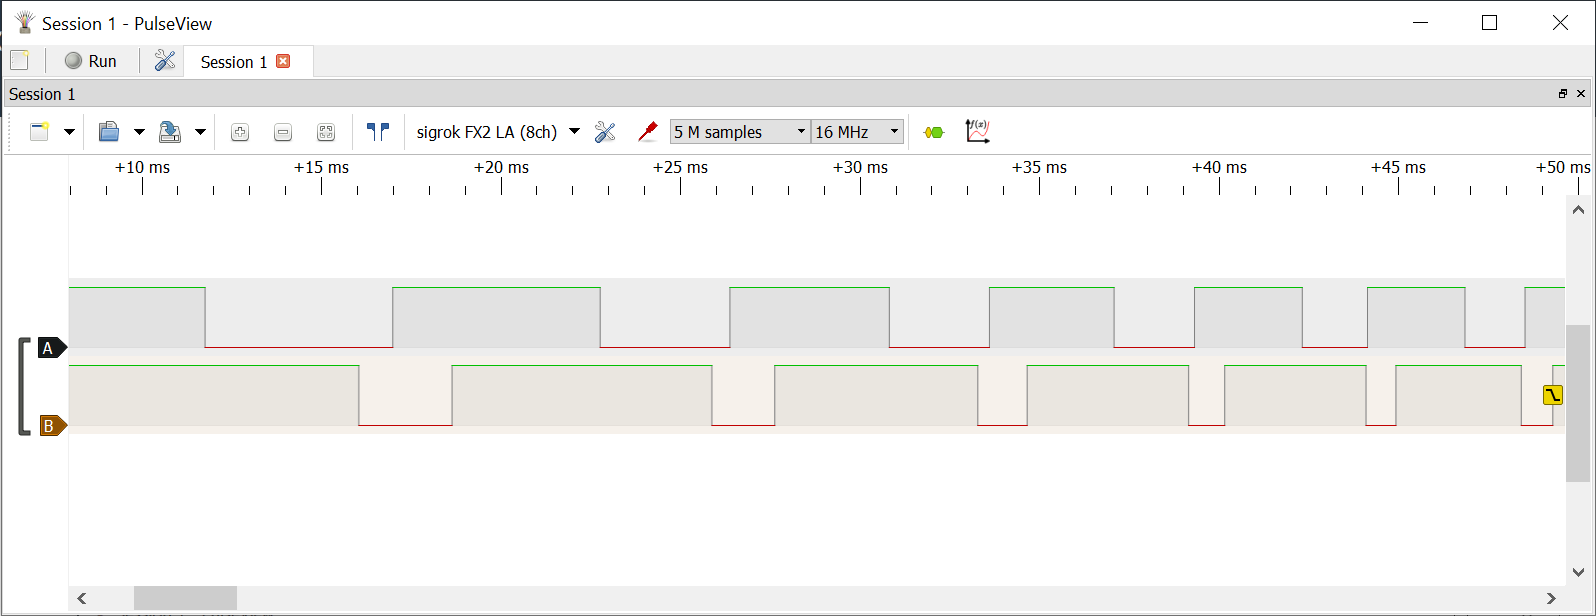 Session 1 - PulseView
Run
Session 1
Session 1
sigrok FX2 LA (8ch)
5 M samples
16 MHz
f(x)
+10 ms +15 ms +20 ms +25 ms +30 ms +35 ms +40 ms +45 ms +50 ms
A
B